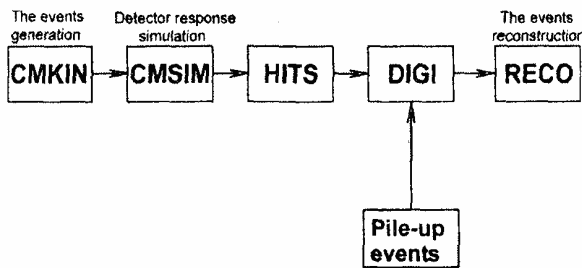 The events
generation
Detector response
simulation
The events
reconstruction
CMKIN
CMSIM
HITS
DIGI
RECO
Pile-up
events